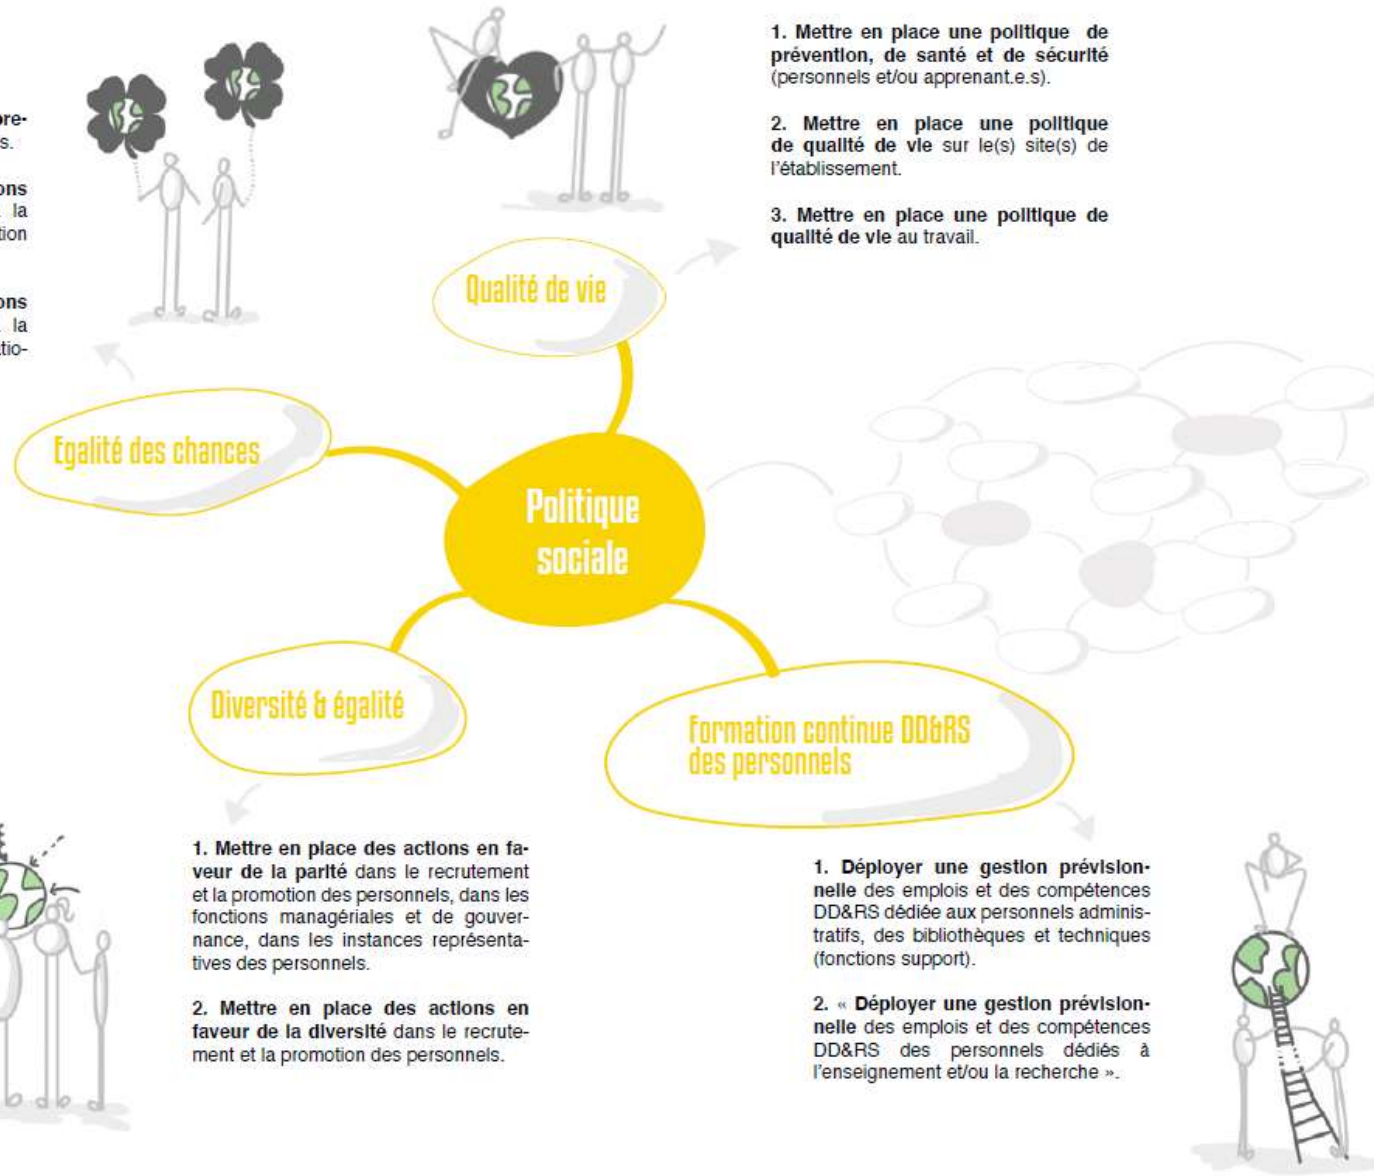 1. Mettre en place une politique de
prévention, de santé et de sécurité
(personnels et/ou apprenant.e.s).
2. Mettre en place une politique
de qualité de vie sur le(s) site(s) de
l'établissement.
3. Mettre en place une politique de
qualité de vie au travail.
la
Qualité de vie
la
Egalité des chances
Politique
sociale
Diversité & égalité
Formation continue DD&RS
des personnels
1. Mettre en place des actions en fa-
veur de la parité dans le recrutement
et la promotion des personnels, dans les
fonctions managériales et de gouver-
nance, dans les instances représenta-
tives des personnels.
2. Mettre en place des actions en
faveur de la diversité dans le recrute-
ment et la promotion des personnels.
1. Déployer une gestion prévision-
nelle des emplois et des compétences
DD&RS dédiée aux personnels adminis-
tratifs, des bibliothèques et techniques
(fonctions support).
2. « Déployer une gestion prévision-
nelle des emplois et des compétences
DD&RS des personnels dédiés à
l'enseignement et/ou la recherche ».